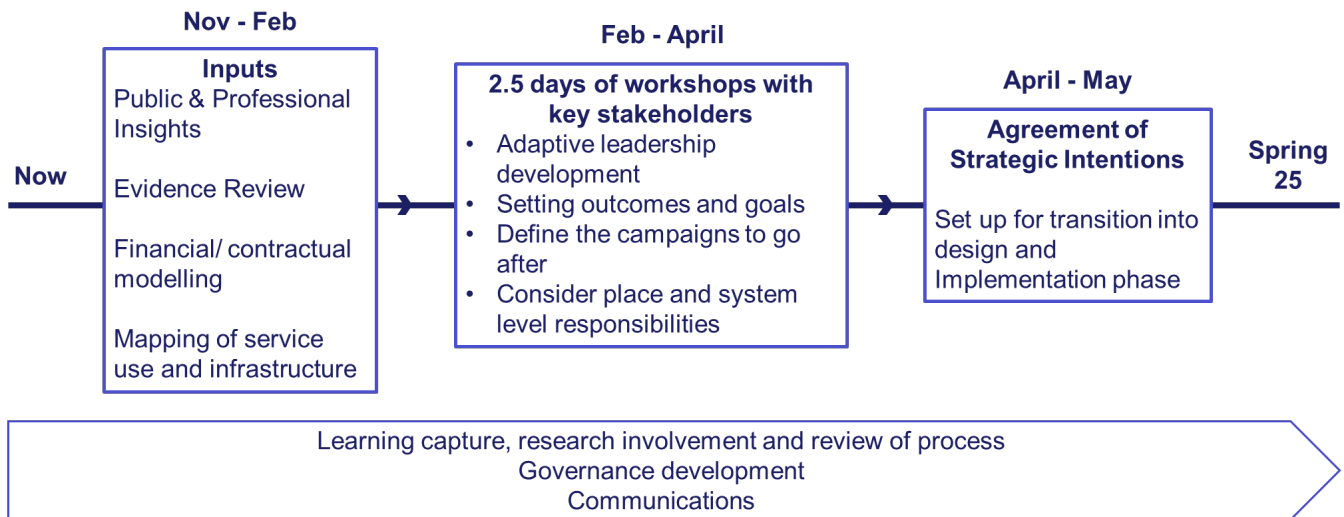 Now
Nov - Feb
Inputs
Public & Professional
Insights
Evidence Review
Financial/ contractual
modelling
Mapping of service
use and infrastructure
Feb - April
2.5 days of workshops with
key stakeholders
• Adaptive leadership
development
• Setting outcomes and goals
• Define the campaigns to go
after
• Consider place and system
level responsibilities
April - May
Agreement of
Strategic Intentions
Set up for transition into
design and
Implementation phase
Spring
25
Learning capture, research involvement and review of process
Governance development
Communications